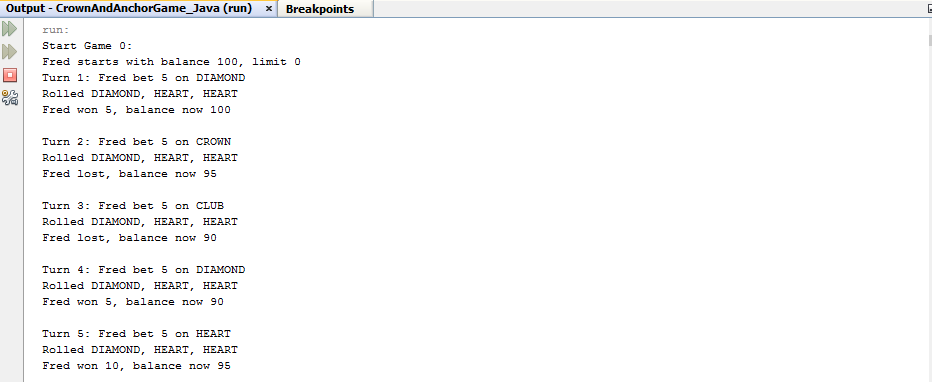 Output - CrownAndAnchorGame_Java (run) × Breakpoints
run:
Start Game 0:
Fred starts with balance 100, limit 0
Turn 1: Fred bet 5 on DIAMOND
Rolled DIAMOND, HEART, HEART
Fred won 5, balance now 100
Turn 2: Fred bet 5 on CROWN
Rolled DIAMOND, HEART, HEART
Fred lost, balance now 95
Turn 3: Fred bet 5 on CLUB
Rolled DIAMOND, HEART, HEART
Fred lost, balance now 90
Turn 4: Fred bet 5 on DIAMOND
Rolled DIAMOND, HEART, HEART
Fred won 5, balance now 90
Turn 5: Fred bet 5 on HEART
Rolled DIAMOND, HEART, HEART
Fred won 10, balance now 95